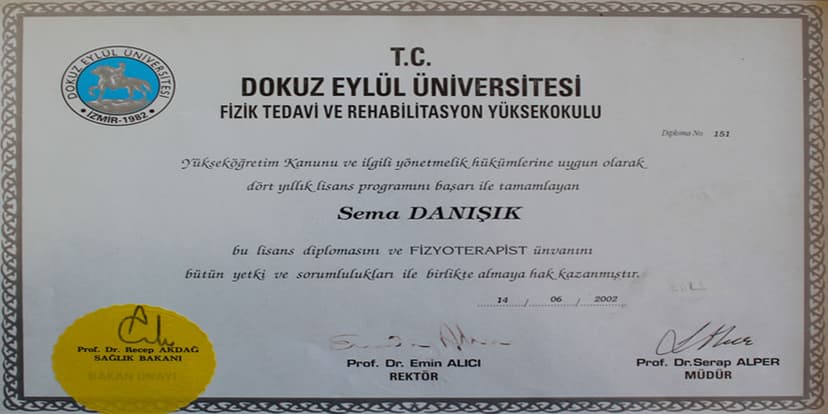 DOKUZ EYLÜL ÜNİVERSİTESİ
İZMİR-1982
T.C.
DOKUZ EYLÜL ÜNİVERSİTESİ
FİZİK TEDAVİ VE REHABİLİTASYON YÜKSEKOKULU
Diploma No: 151
Yükseköğretim Kanunu ve ilgili yönetmelik hükümlerine uygun olarak
dört yıllık lisans programını başarı ile tamamlayan
Sema DANIŞIK
bu lisans diplomasını ve FİZYOTERAPİST ünvanını
bütün yetki ve sorumlulukları ile birlikte almaya hak kazanmıştır.
14 / 06 / 2002
Prof. Dr. Recep AKDAĞ
SAĞLIK BAKANI
BAKAN ONAYI
Prof. Dr. Emin ALICI
REKTÖR
Prof. Dr.Serap ALPER
MÜDÜR